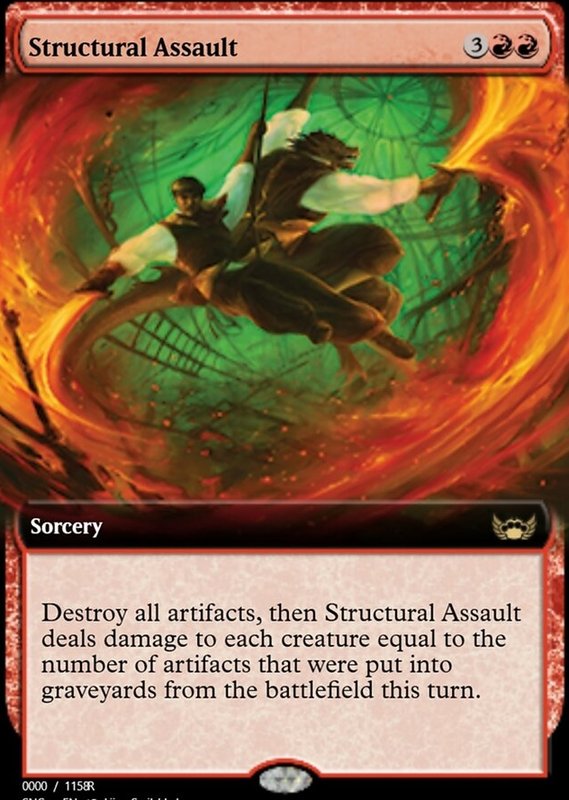 Structural Assault 3
Sorcery
Destroy all artifacts, then Structural Assault
deals damage to each creature equal to the
number of artifacts that were put into
graveyards from the battlefield this turn.
0000 / 1158R